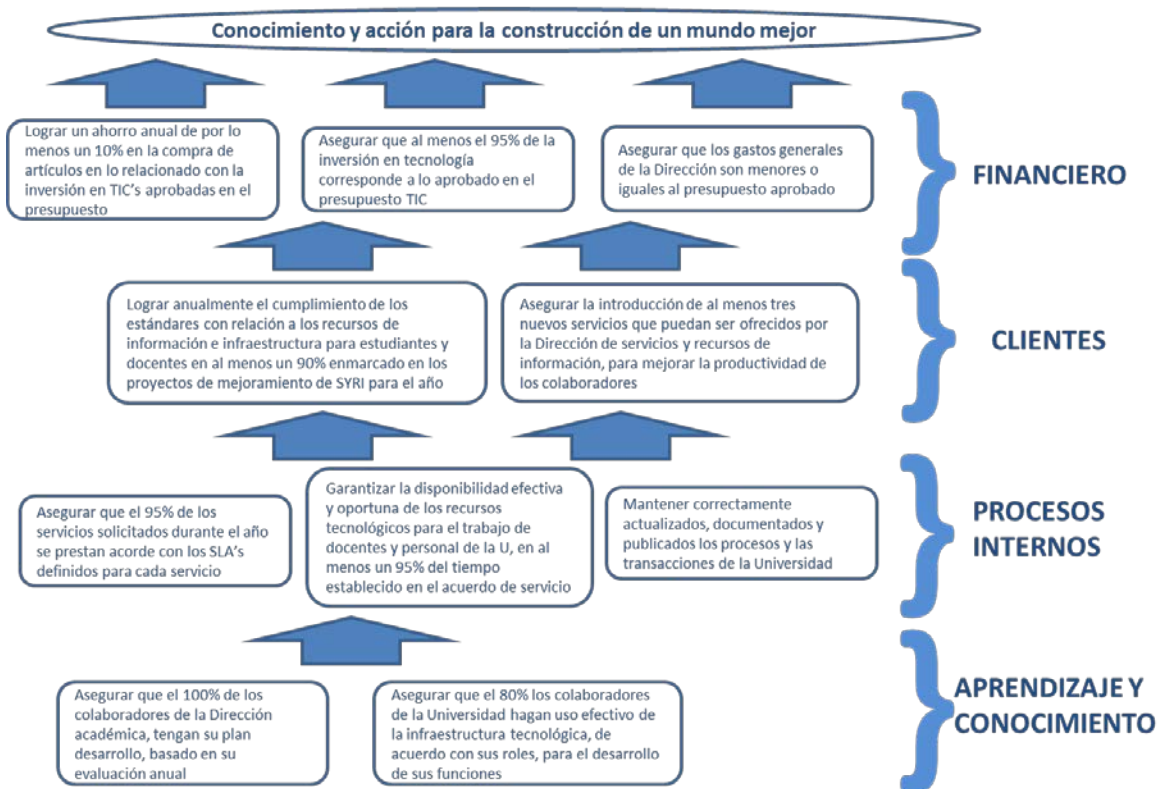 Conocimiento y acción para la construcción de un mundo mejor
Lograr un ahorro anual de por lo
menos un 10% en la compra de
artículos en lo relacionado con la
inversión en TIC's aprobadas en el
presupuesto
Asegurar que al menos el 95% de la
inversión en tecnología
corresponde a lo aprobado en el
presupuesto TIC
Asegurar que los gastos generales
de la Dirección son menores o
iguales al presupuesto aprobado
FINANCIERO
Lograr anualmente el cumplimiento de los
estándares con relación a los recursos de
información e infraestructura para estudiantes y
docentes en al menos un 90% enmarcado en los
proyectos de mejoramiento de SYRI para el año
Asegurar la introducción de al menos tres
nuevos servicios que puedan ser ofrecidos por
la Dirección de servicios y recursos de
información, para mejorar la productividad de
los colaboradores
CLIENTES
Asegurar que el 95% de los
servicios solicitados durante el año
se prestan acorde con los SLA's
definidos para cada servicio
Garantizar la disponibilidad efectiva
y oportuna de los recursos
tecnológicos para el trabajo de
docentes y personal de la U, en al
menos un 95% del tiempo
establecido en el acuerdo de servicio
Mantener correctamente
actualizados, documentados y
publicados los procesos y las
transacciones de la Universidad
PROCESOS
INTERNOS
Asegurar que el 100% de los
colaboradores de la Dirección
académica, tengan su plan
desarrollo, basado en su
evaluación anual
Asegurar que el 80% los colaboradores
de la Universidad hagan uso efectivo de
la infraestructura tecnológica, de
acuerdo con sus roles, para el desarrollo
de sus funciones
APRENDIZAJE Y
CONOCIMIENTO